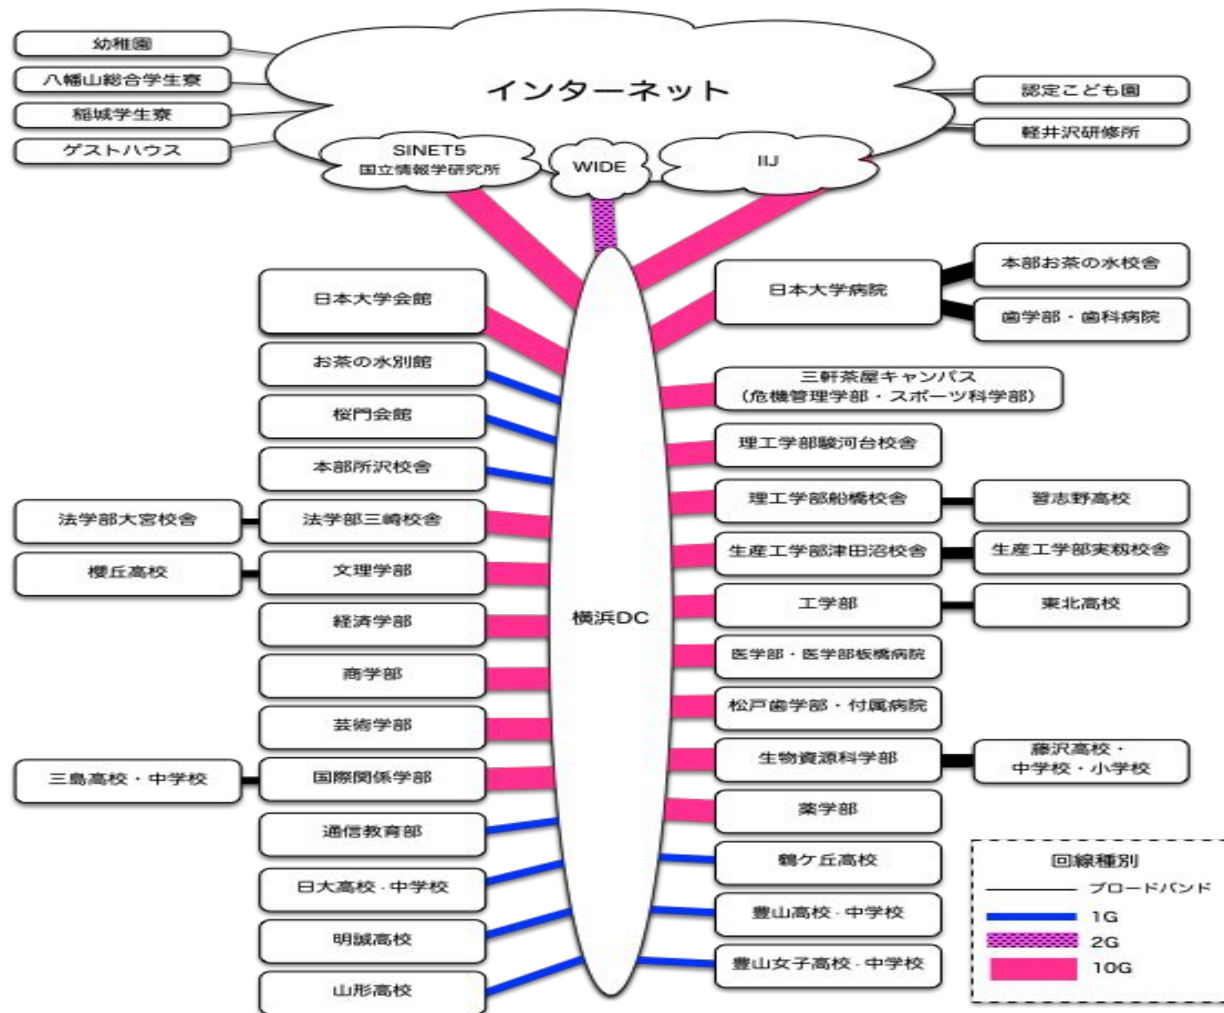 インターネット
幼稚園
八幡山総合学生寮
稲城学生寮
ゲストハウス
認定こども園
軽井沢研修所
SINET5
国立情報学研究所
WIDE
IIJ
日本大学会館
お茶の水別館
桜門会館
本部所沢校舎
法学部大宮校舎
法学部三崎校舎
櫻丘高校
文理学部
経済学部
商学部
芸術学部
三島高校・中学校
国際関係学部
通信教育部
日大高校・中学校
明誠高校
山形高校
横浜DC
日本大学病院
本部お茶の水校舎
歯学部・歯科病院
三軒茶屋キャンパス
(危機管理学部・スポーツ科学部)
理工学部駿河台校舎
理工学部船橋校舎
習志野高校
生産工学部津田沼校舎
生産工学部実籾校舎
工学部
東北高校
医学部・医学部板橋病院
松戸歯学部・付属病院
生物資源科学部
藤沢高校・
中学校・小学校
薬学部
鶴ケ丘高校
豊山高校・中学校
豊山女子高校・中学校
回線種別
ブロードバンド
1G
2G
10G